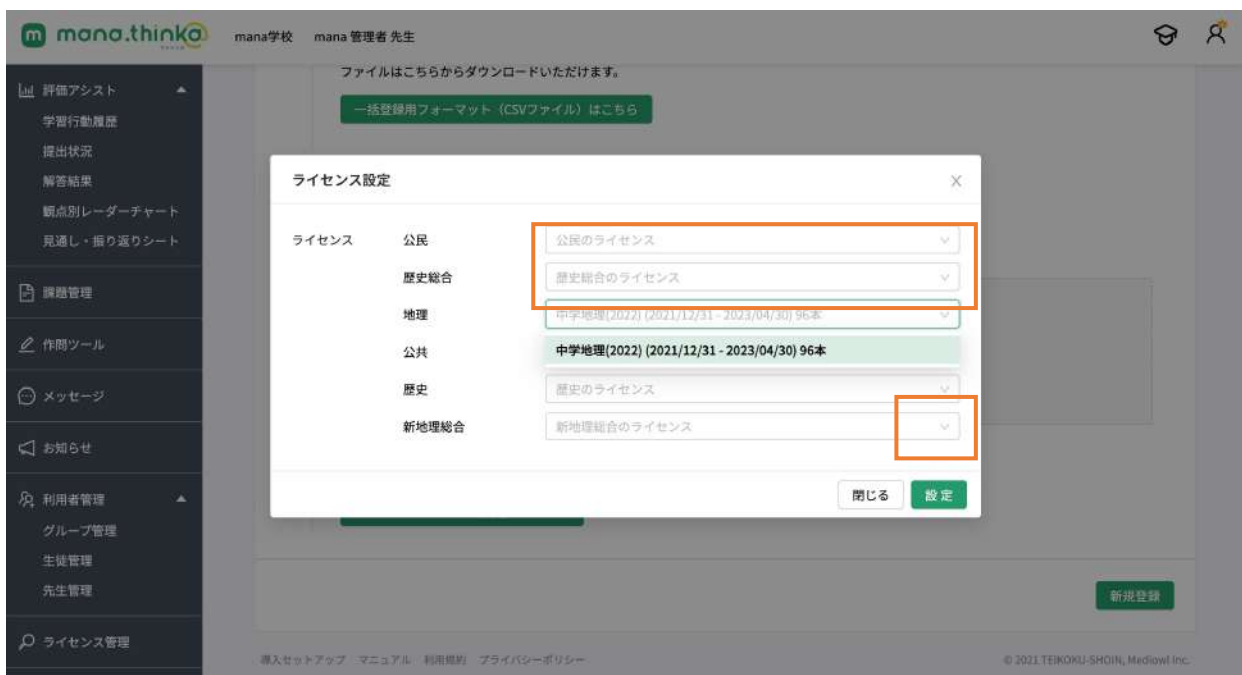 mana.thinka mana学校 mana 管理者 先生
評価アシスト
学習行動履歴
提出状況
解答結果
観点別レーダーチャート
見通し・振り返りシート
課題管理
作問ツール
メッセージ
お知らせ
利用者管理
グループ管理
生徒管理
先生管理
ライセンス管理
ファイルはこちらからダウンロードいただけます。
一括登録用フォーマット（CSVファイル）はこちら
ライセンス設定
ライセンス 公民 公民のライセンス
歴史総合 歴史総合のライセンス
地理 中学地理(2022) (2021/12/31 - 2023/04/30) 96本
公共 中学地理(2022) (2021/12/31 - 2023/04/30) 96本
歴史 歴史のライセンス
新地理総合 新地理総合のライセンス
閉じる 設定
新規登録
導入セットアップ マニュアル 利用規約 プライバシーポリシー © 2021 TEIKOKU-SHOIN, Mediowl Inc.